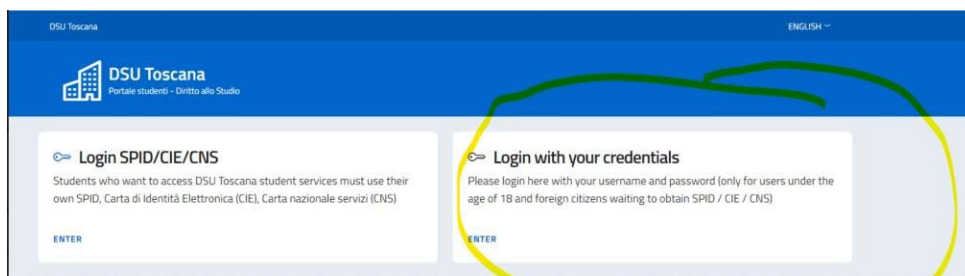 DSU Toscana
ENGLISH
DSU Toscana
Portale studenti - Diritto allo Studio
Login SPID/CIE/CNS
Students who want to access DSU Toscana student services must use their
own SPID, Carta di Identità Elettronica (CIE), Carta nazionale servizi (CNS)
ENTER
Login with your credentials
Please login here with your username and password (only for users under the
age of 18 and foreign citizens waiting to obtain SPID / CIE / CNS)
ENTER